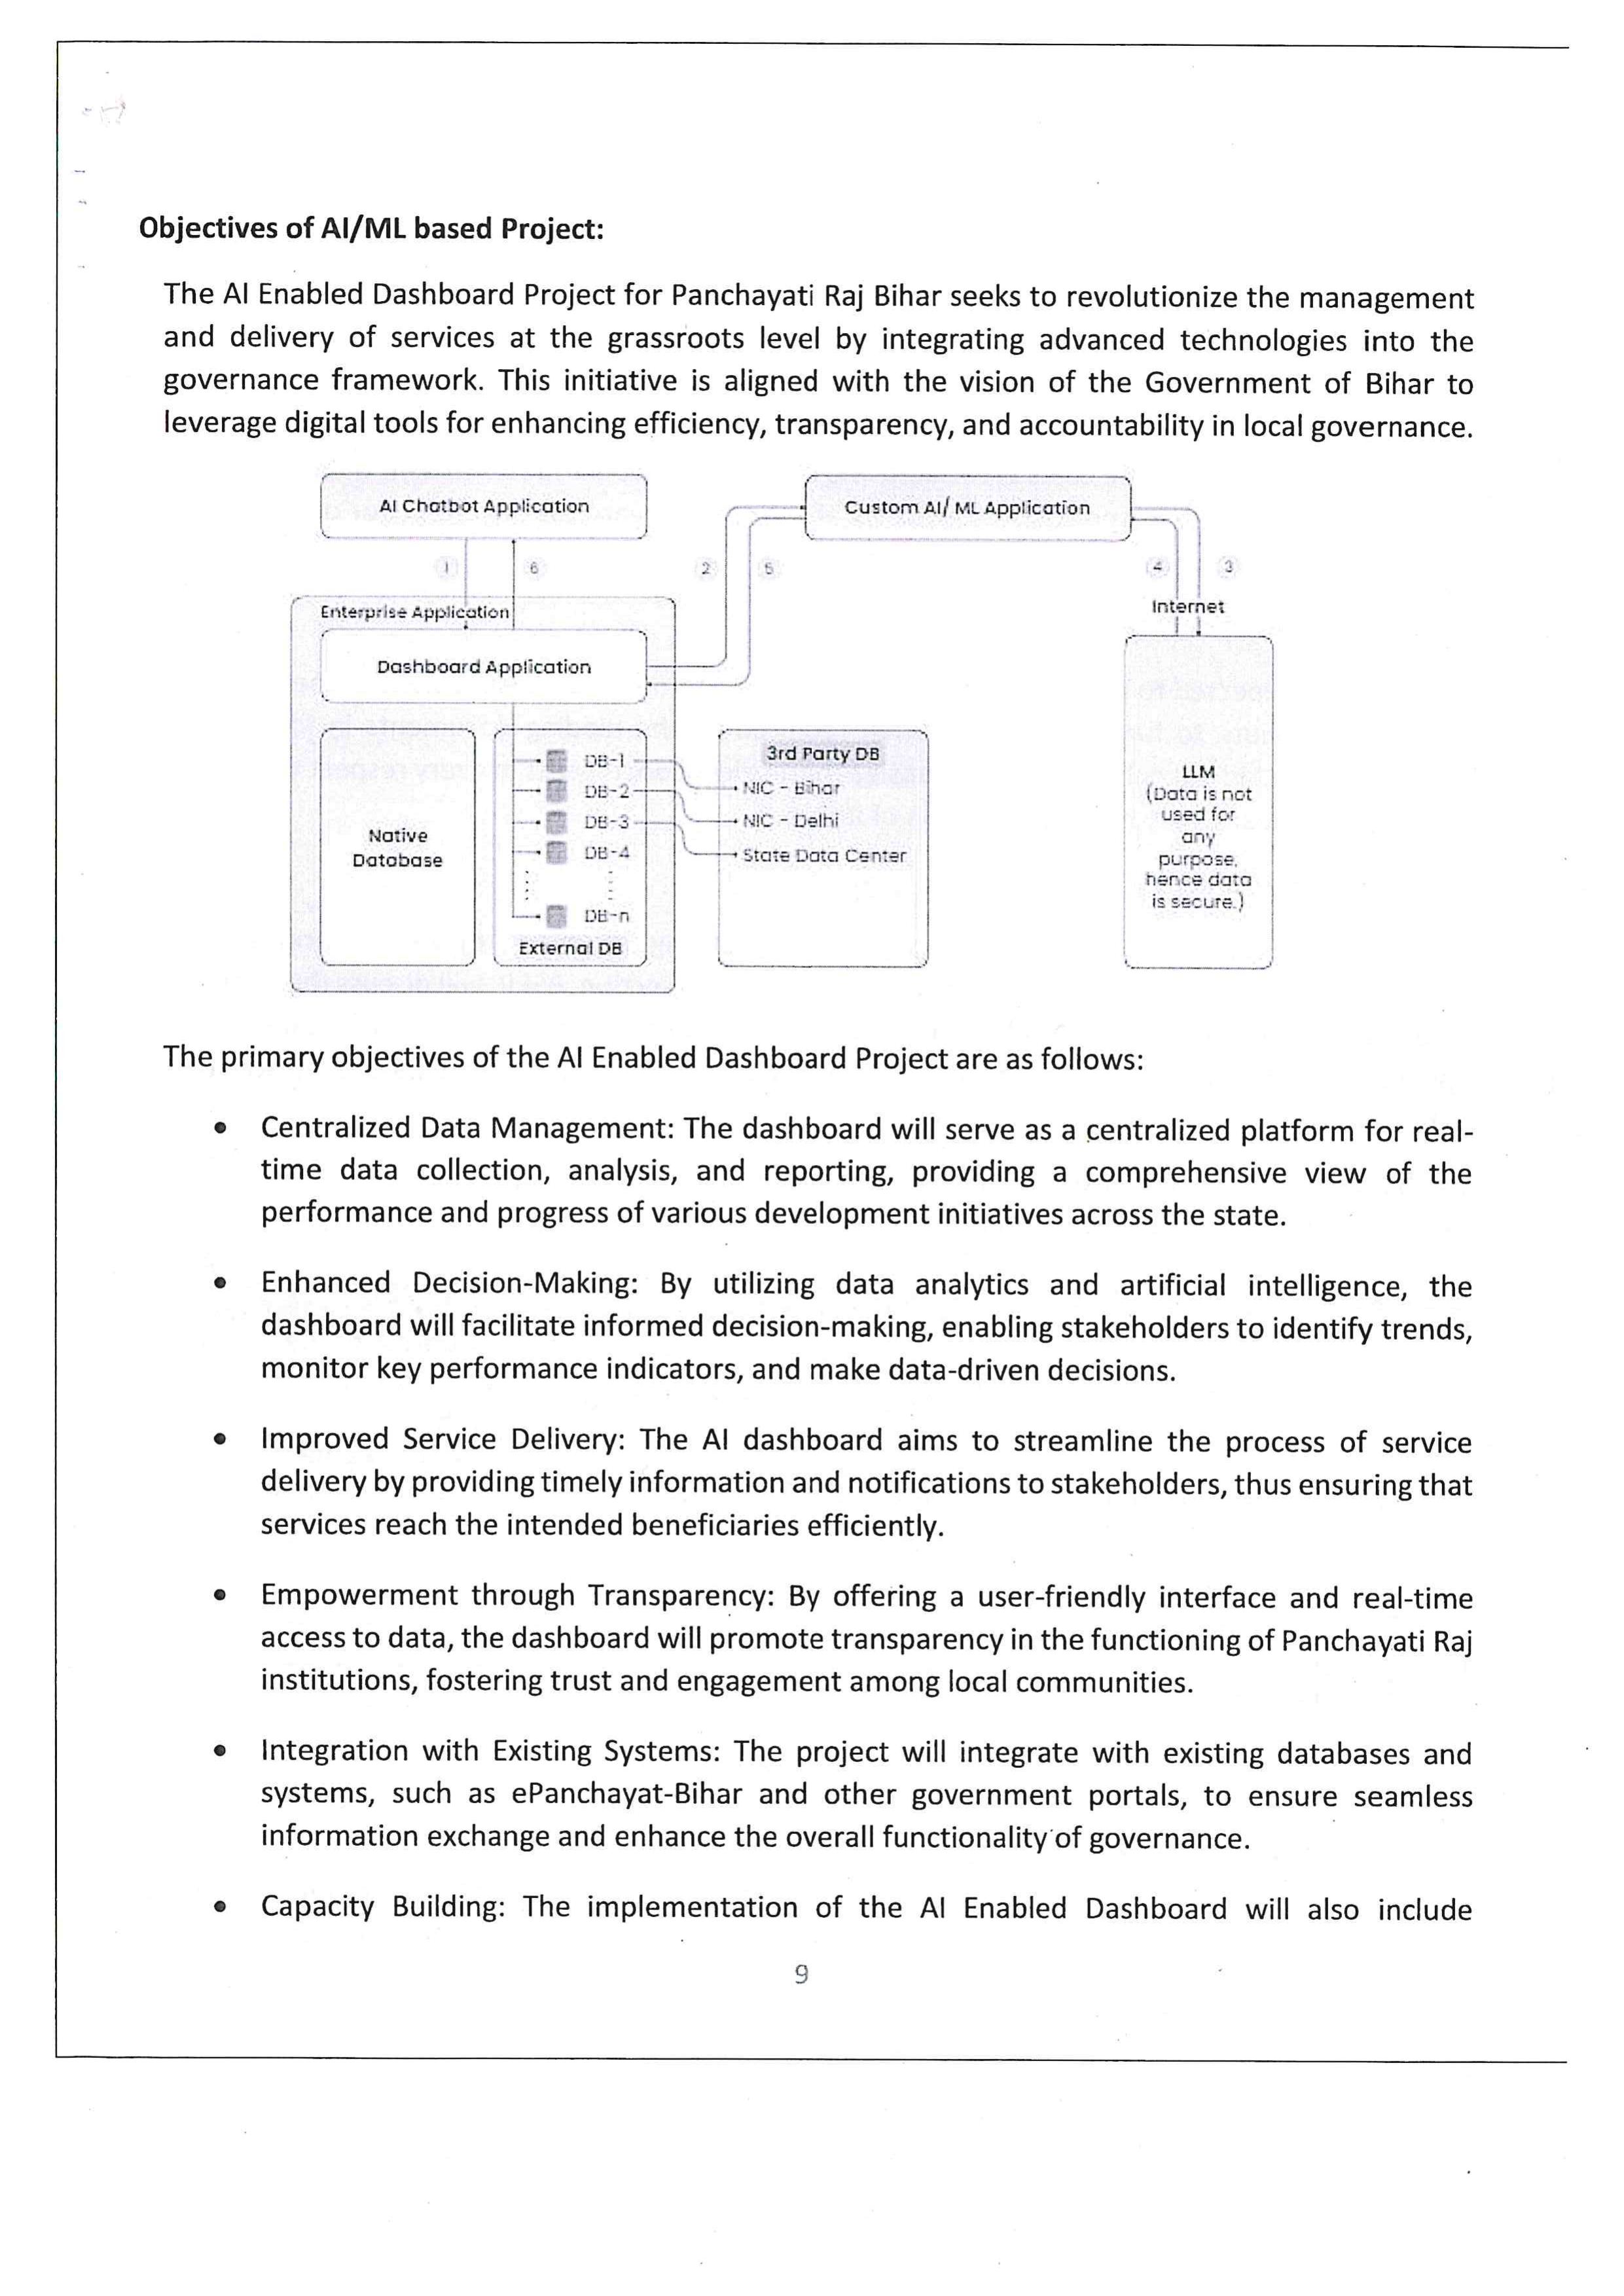 Objectives of AI/ML based Project:
The AI Enabled Dashboard Project for Panchayati Raj Bihar seeks to revolutionize the management
and delivery of services at the grassroots level by integrating advanced technologies into the
governance framework. This initiative is aligned with the vision of the Government of Bihar to
leverage digital tools for enhancing efficiency, transparency, and accountability in local governance.
AI Chatbot Application
Custom AI/ ML Application
1
6
2
5
4
3
Internet
Enterprise Application
Dashboard Application
Native
Database
DB-1
DB-2
DB-3
DB-4
DB-n
External DB
3rd Party DB
NIC - Bihar
NIC - Delhi
State Data Center
LLM
(Data is not
used for
any
purpose,
hence data
is secure.)
The primary objectives of the AI Enabled Dashboard Project are as follows:
• Centralized Data Management: The dashboard will serve as a centralized platform for real-
time data collection, analysis, and reporting, providing a comprehensive view of the
performance and progress of various development initiatives across the state.
• Enhanced Decision-Making: By utilizing data analytics and artificial intelligence, the
dashboard will facilitate informed decision-making, enabling stakeholders to identify trends,
monitor key performance indicators, and make data-driven decisions.
• Improved Service Delivery: The AI dashboard aims to streamline the process of service
delivery by providing timely information and notifications to stakeholders, thus ensuring that
services reach the intended beneficiaries efficiently.
• Empowerment through Transparency: By offering a user-friendly interface and real-time
access to data, the dashboard will promote transparency in the functioning of Panchayati Raj
institutions, fostering trust and engagement among local communities.
• Integration with Existing Systems: The project will integrate with existing databases and
systems, such as ePanchayat-Bihar and other government portals, to ensure seamless
information exchange and enhance the overall functionality of governance.
• Capacity Building: The implementation of the AI Enabled Dashboard will also include
9